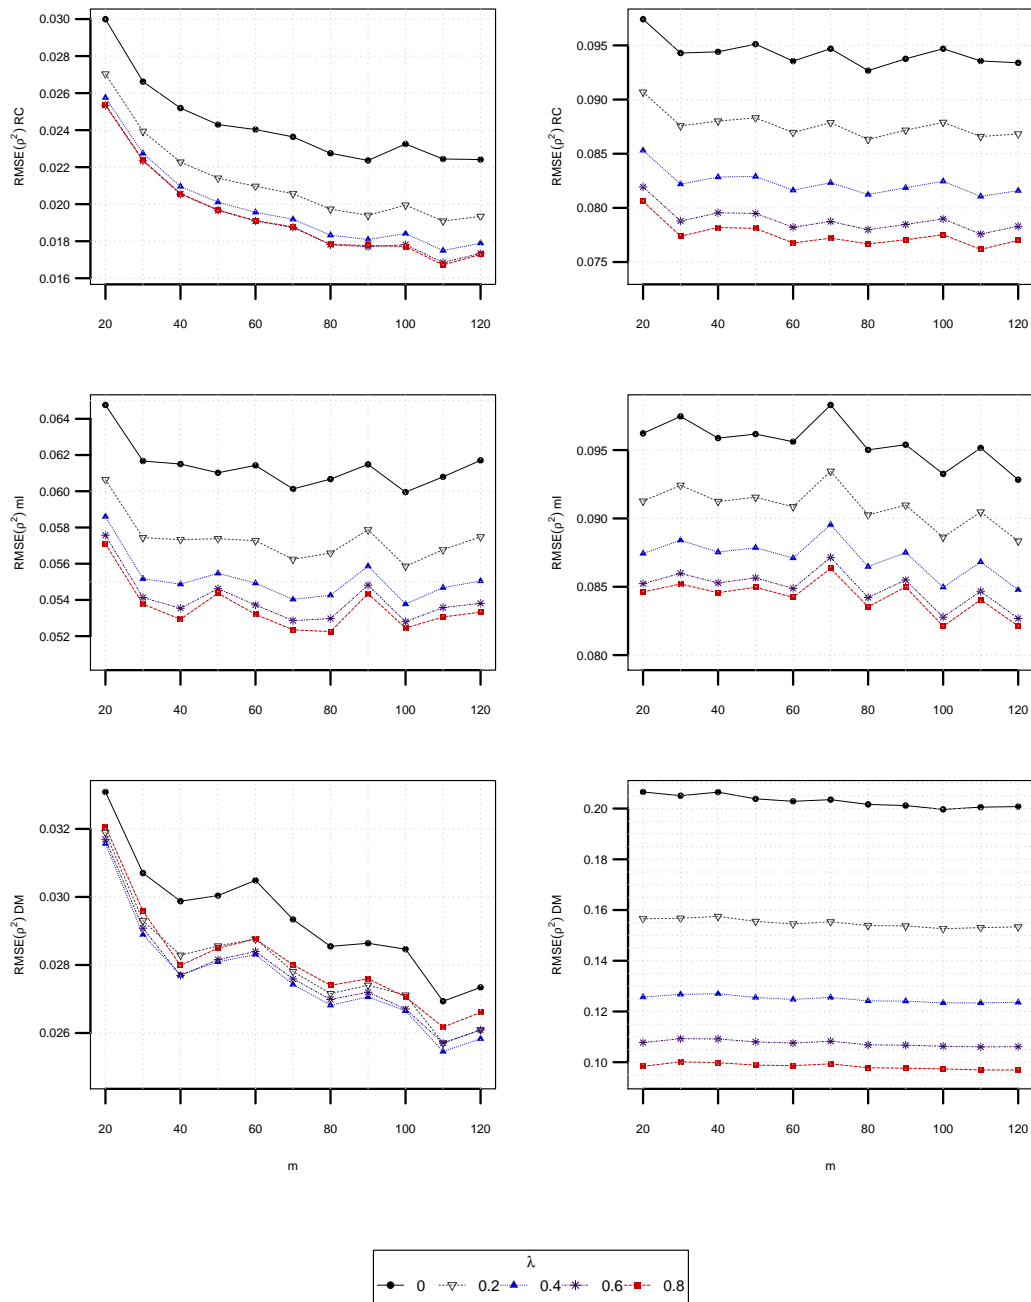 0.030
0.028
0.026
0.024
0.022
0.020
0.018
0.016
RMSE(ρ²) RC
20 40 60 80 100 120
0.095
0.090
0.085
0.080
0.075
RMSE(ρ²) RC
20 40 60 80 100 120
0.064
0.062
0.060
0.058
0.056
0.054
0.052
RMSE(ρ²) ml
20 40 60 80 100 120
0.095
0.090
0.085
0.080
RMSE(ρ²) ml
20 40 60 80 100 120
0.032
0.030
0.028
0.026
RMSE(ρ²) DM
20 40 60 80 100 120
m
0.20
0.18
0.16
0.14
0.12
0.10
RMSE(ρ²) DM
20 40 60 80 100 120
m
λ
0 0.2 0.4 0.6 0.8